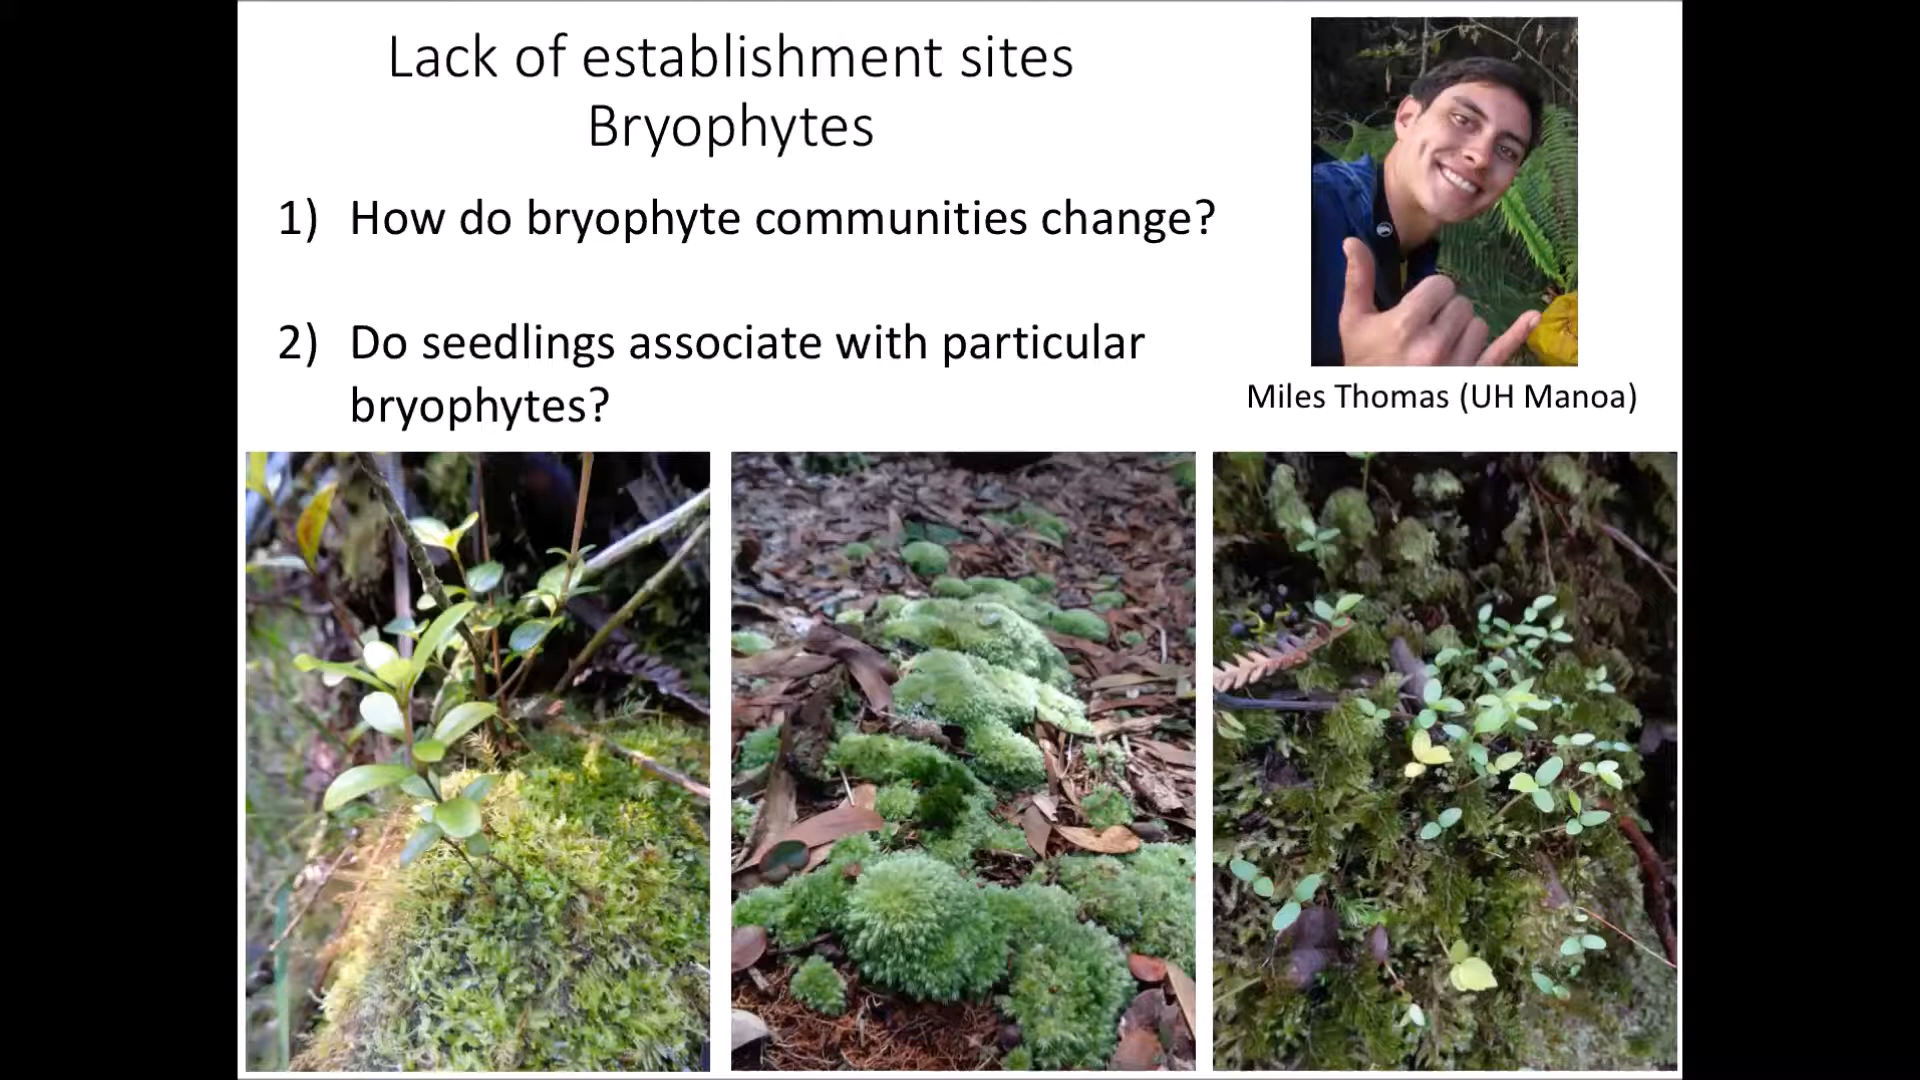 Lack of establishment sites
Bryophytes
1) How do bryophyte communities change?
2) Do seedlings associate with particular
bryophytes?
Miles Thomas (UH Manoa)